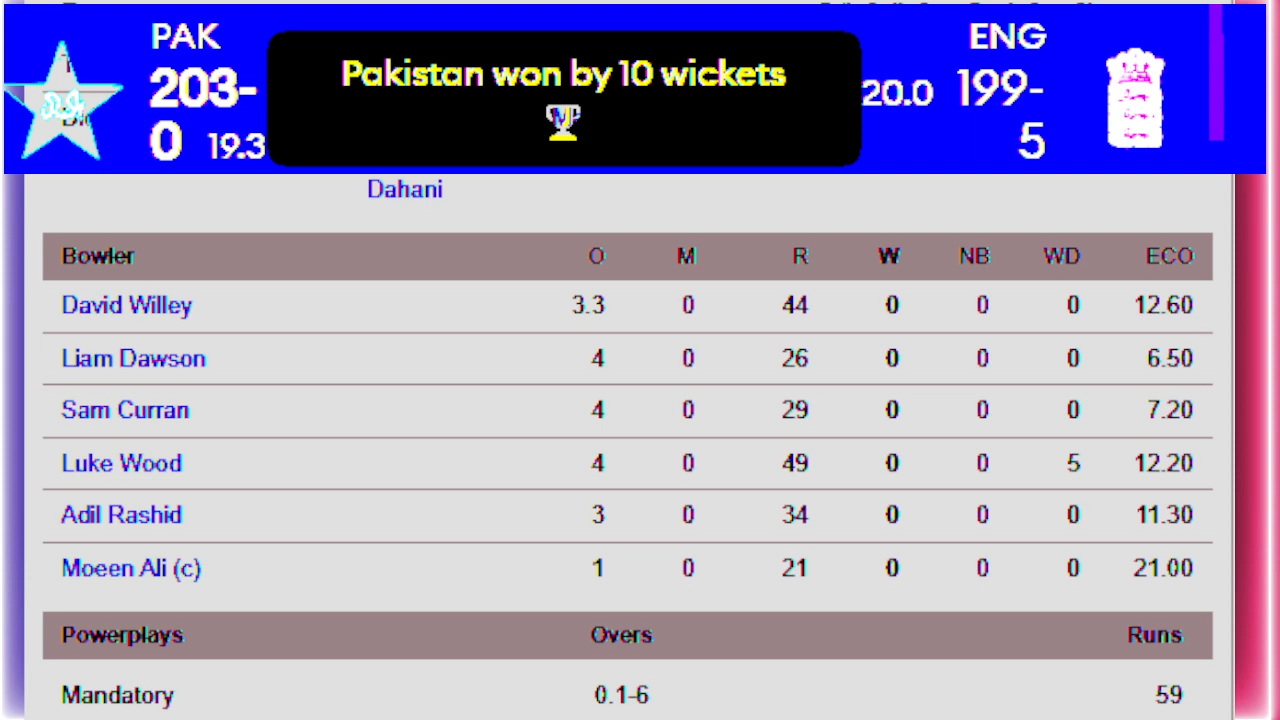 PAK
203-
0 19.3
Pakistan won by 10 wickets
ENG
20.0 199-
5
Dahani
Bowler O M R W NB WD ECO
David Willey 3.3 0 44 0 0 0 12.60
Liam Dawson 4 0 26 0 0 0 6.50
Sam Curran 4 0 29 0 0 0 7.20
Luke Wood 4 0 49 0 0 5 12.20
Adil Rashid 3 0 34 0 0 0 11.30
Moeen Ali (c) 1 0 21 0 0 0 21.00
Powerplays Overs Runs
Mandatory 0.1-6 59